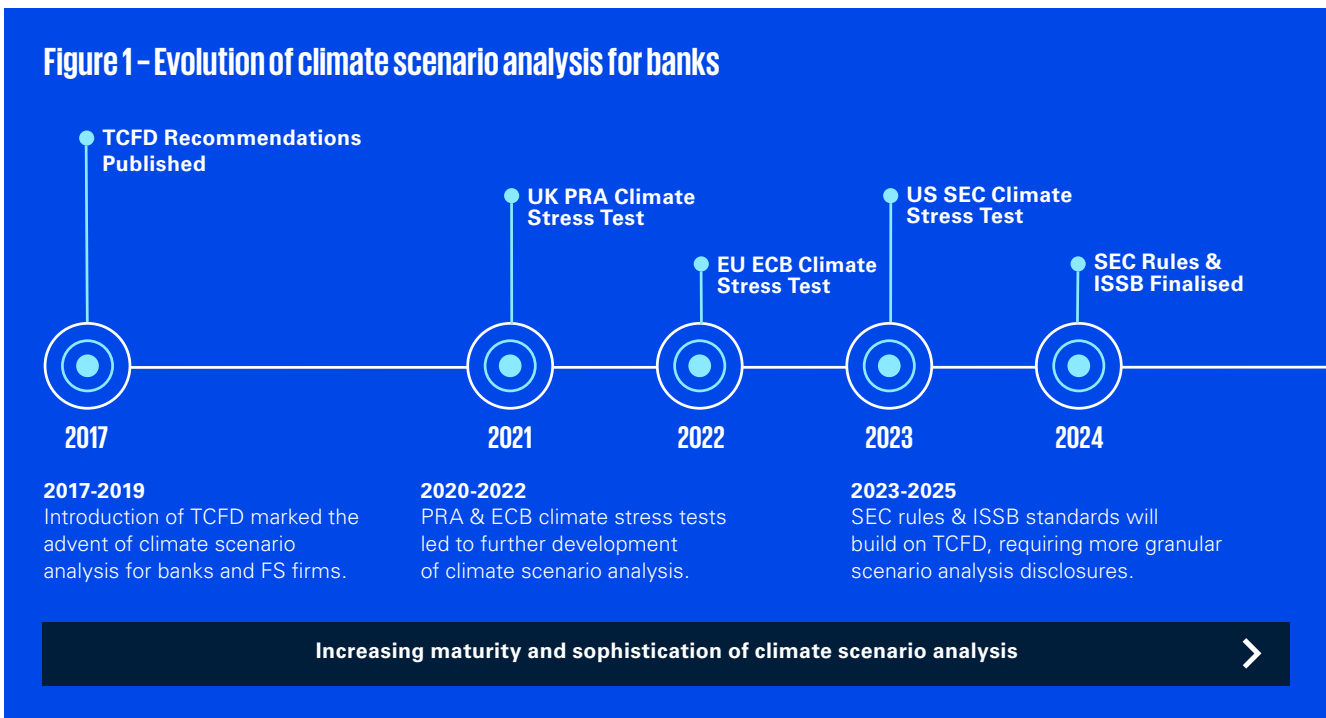 Figure 1 – Evolution of climate scenario analysis for banks
TCFD Recommendations
Published
UK PRA Climate
Stress Test
EU ECB Climate
Stress Test
US SEC Climate
Stress Test
SEC Rules &
ISSB Finalised
2017
2021
2022
2023
2024
2017-2019
Introduction of TCFD marked the
advent of climate scenario
analysis for banks and FS firms.
2020-2022
PRA & ECB climate stress tests
led to further development
of climate scenario analysis.
2023-2025
SEC rules & ISSB standards will
build on TCFD, requiring more granular
scenario analysis disclosures.
Increasing maturity and sophistication of climate scenario analysis